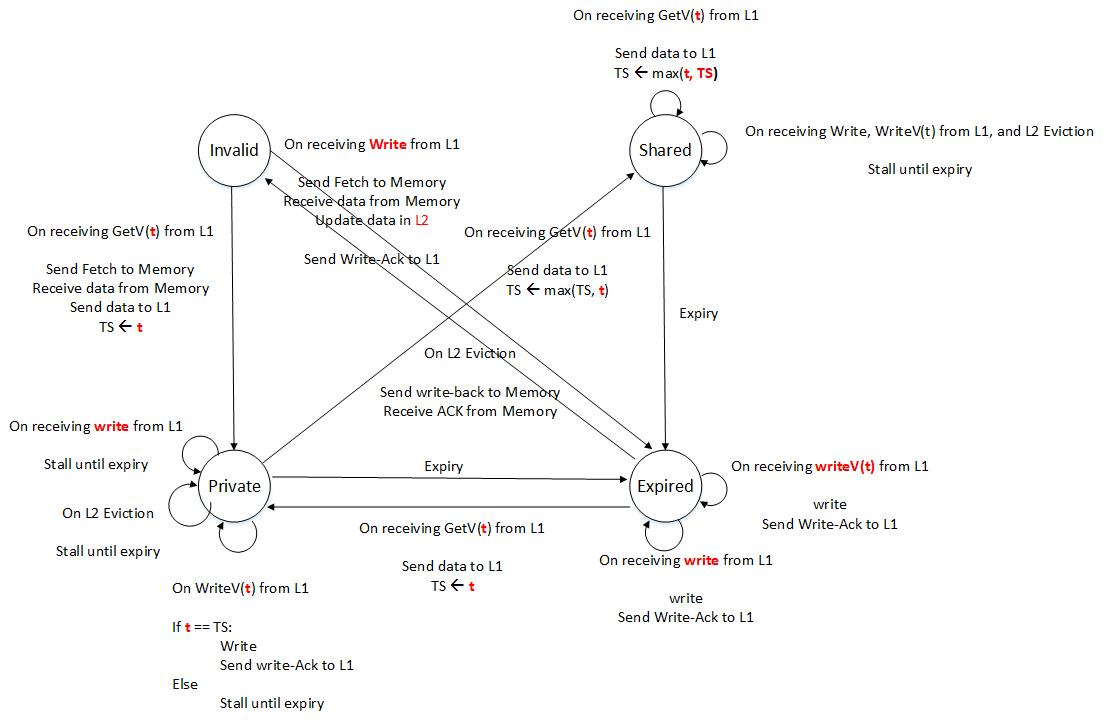 On receiving GetV(t) from L1
Send data to L1
TS ← max(t, TS)
Invalid
On receiving Write from L1
Send Fetch to Memory
Receive data from Memory
Update data in L2
Send Write-Ack to L1
Shared
On receiving Write, WriteV(t) from L1, and L2 Eviction
Stall until expiry
On receiving GetV(t) from L1
Send Fetch to Memory
Receive data from Memory
Send data to L1
TS ← t
On receiving GetV(t) from L1
Send data to L1
TS ← max(TS, t)
Expiry
On L2 Eviction
Send write-back to Memory
Receive ACK from Memory
On receiving write from L1
Stall until expiry
On L2 Eviction
Stall until expiry
Private
Expiry
Expired
On receiving writeV(t) from L1
write
Send Write-Ack to L1
On receiving GetV(t) from L1
Send data to L1
TS ← t
On receiving write from L1
write
Send Write-Ack to L1
On WriteV(t) from L1
If t == TS:
Write
Send write-Ack to L1
Else
Stall until expiry